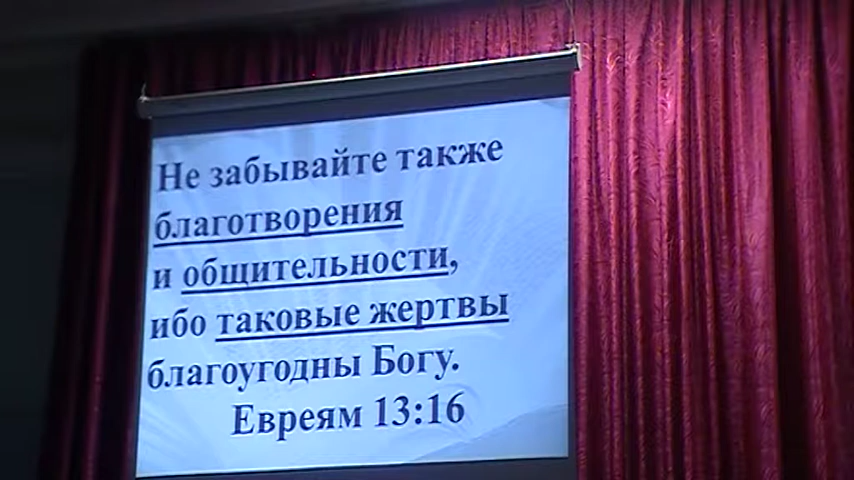 Не забывайте также
благотворения
и общительности,
ибо таковые жертвы
благоугодны Богу.
Евреям 13:16